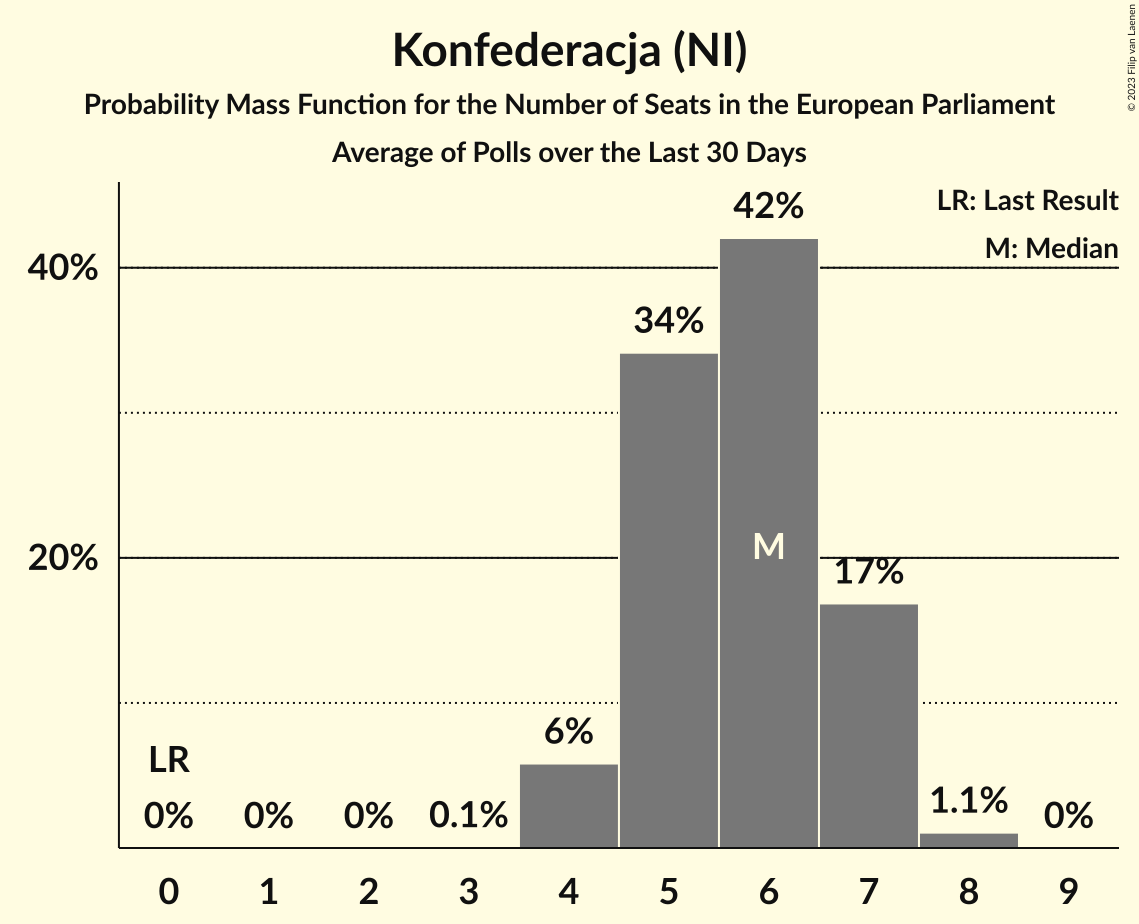 Konfederacja (NI)
Probability Mass Function for the Number of Seats in the European Parliament
Average of Polls over the Last 30 Days
© 2023 Filip van Laenen
LR: Last Result
M: Median
40%
20%
LR
0%
0%
0%
0.1%
6%
34%
42%
M
17%
1.1%
0%
0
1
2
3
4
5
6
7
8
9